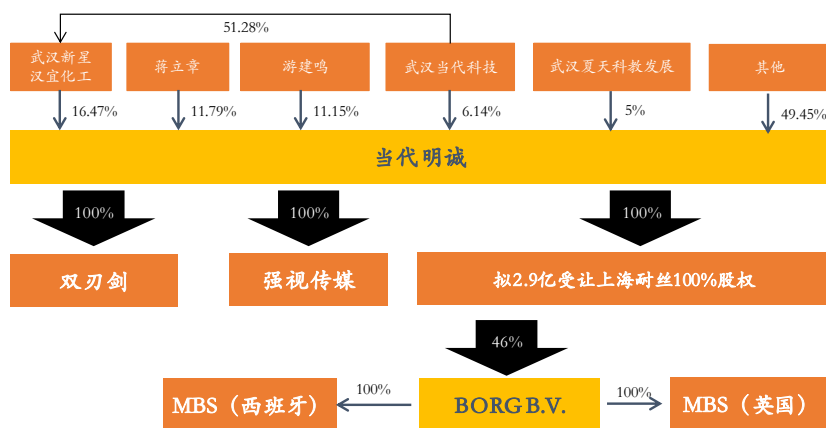 51.28%
武汉新星
汉宜化工
蒋立章
游建鸣
武汉当代科技
武汉夏天科教发展
其他
16.47%
11.79%
11.15%
6.14%
5%
49.45%
当代明诚
100%
100%
100%
双刃剑
强视传媒
拟2.9亿受让上海耐丝100%股权
46%
MBS（西班牙）
100%
BORG B.V.
100%
MBS（英国）